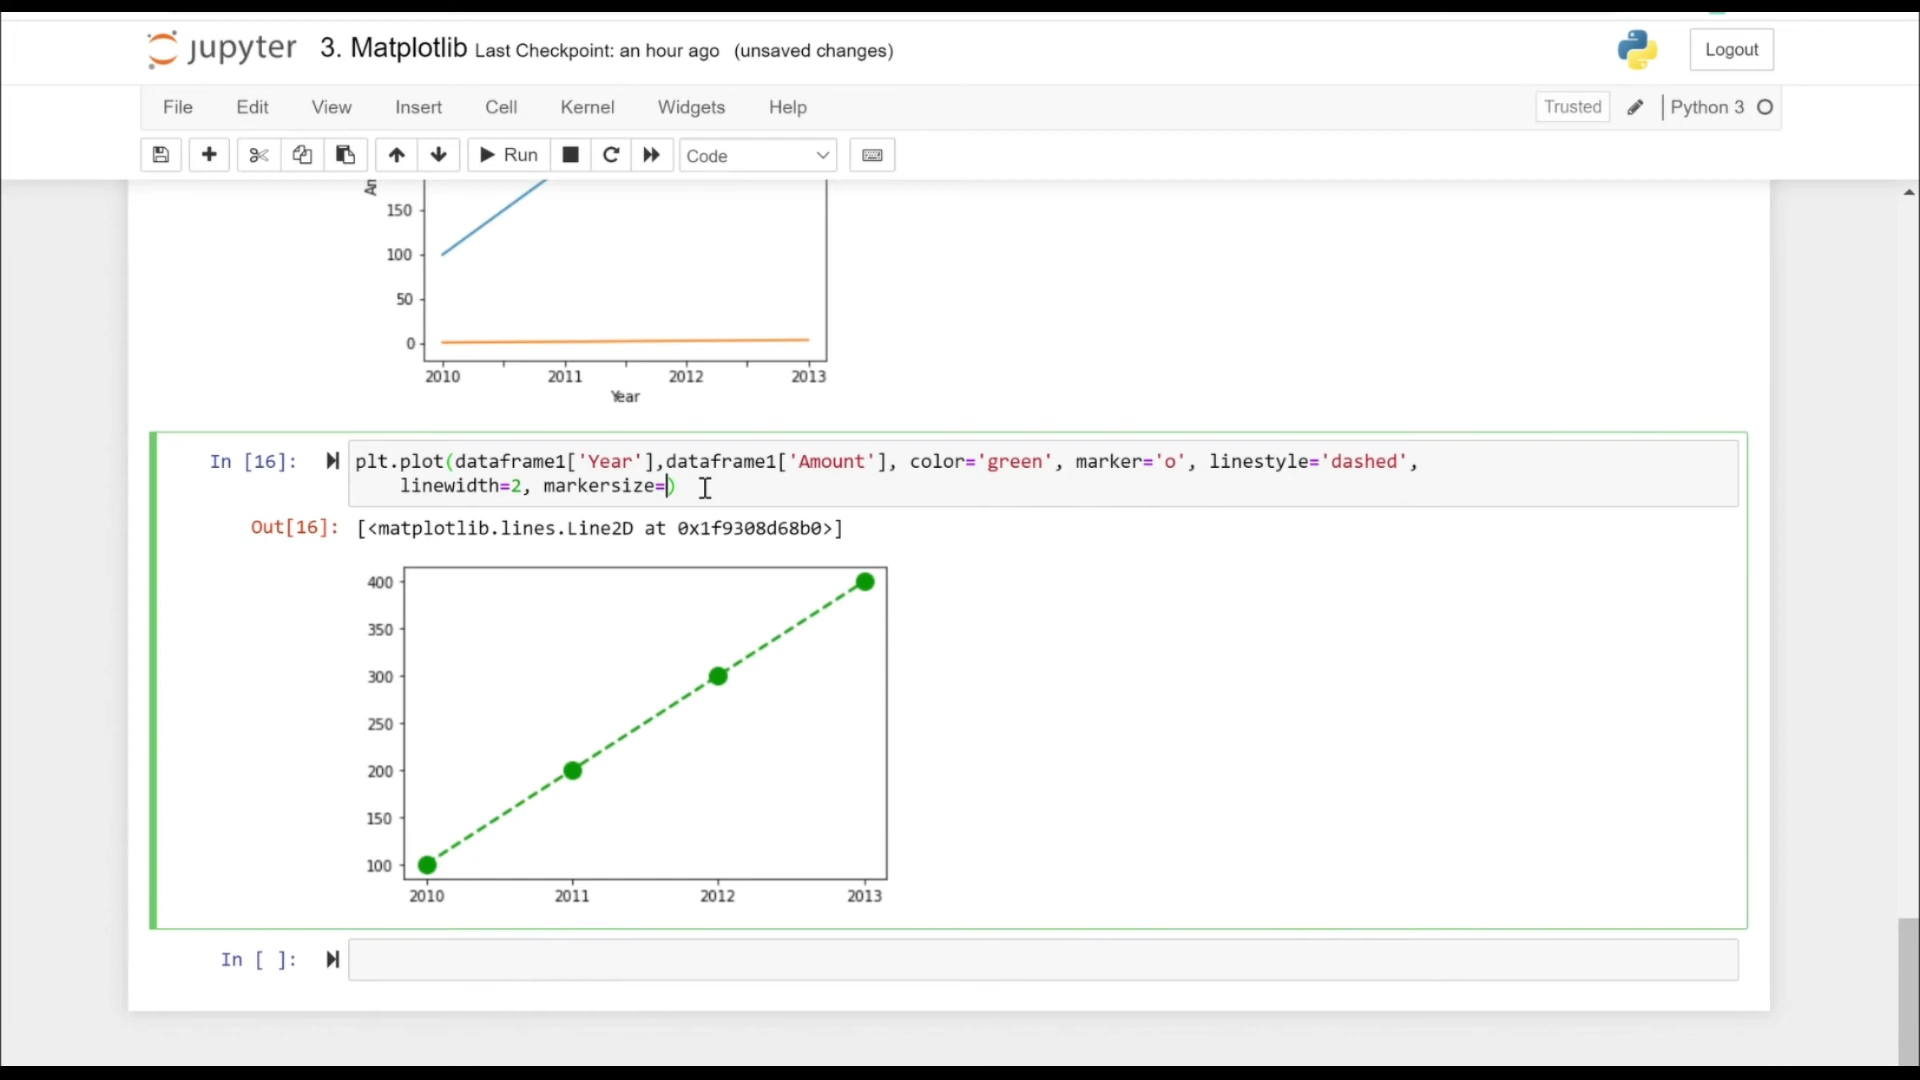 jupyter 3. Matplotlib Last Checkpoint: an hour ago (unsaved changes) Logout
File Edit View Insert Cell Kernel Widgets Help Trusted Python 3
Run Code
150
100
50
0
2010 2011 2012 2013
Year
In [16]: plt.plot(dataframe1['Year'],dataframe1['Amount'], color='green', marker='o', linestyle='dashed',
linewidth=2, markersize=)
Out[16]: [<matplotlib.lines.Line2D at 0x1f9308d68b0>]
400
350
300
250
200
150
100
2010 2011 2012 2013
In [ ]: